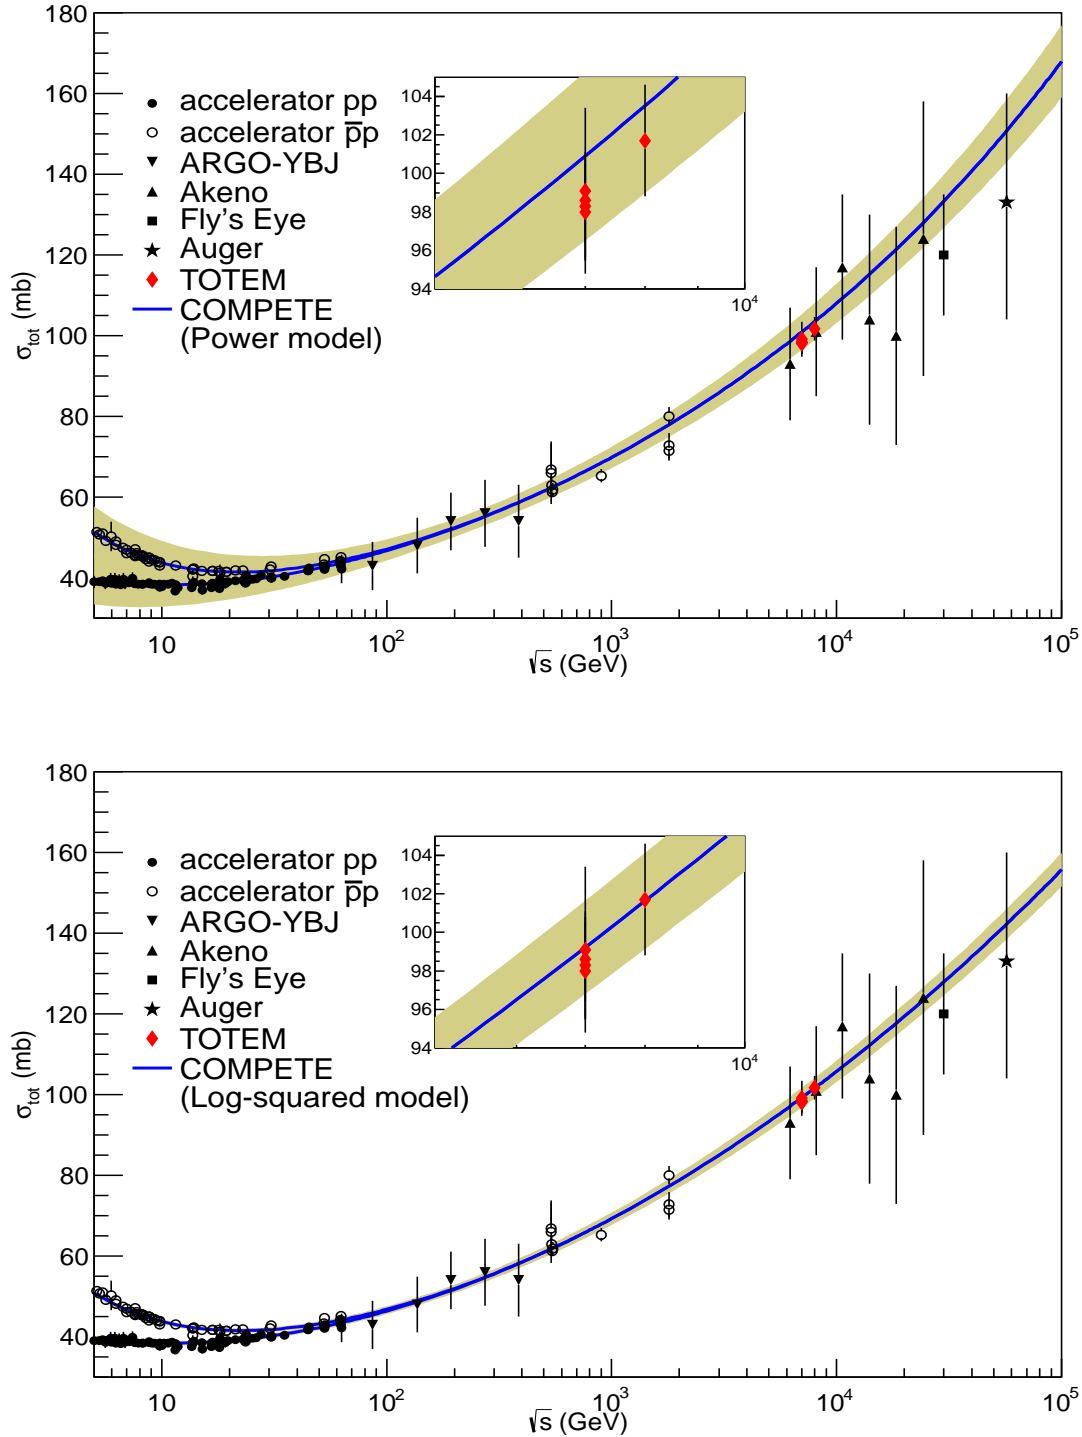 180
160
140
120
100
80
60
40
σtot (mb)
accelerator pp
accelerator p̅p
ARGO-YBJ
Akeno
Fly's Eye
Auger
TOTEM
COMPETE
(Power model)
104
102
100
98
96
94
10⁴
10
10²
10³
10⁴
10⁵
√s (GeV)
180
160
140
120
100
80
60
40
σtot (mb)
accelerator pp
accelerator p̅p
ARGO-YBJ
Akeno
Fly's Eye
Auger
TOTEM
COMPETE
(Log-squared model)
104
102
100
98
96
94
10⁴
10
10²
10³
10⁴
10⁵
√s (GeV)